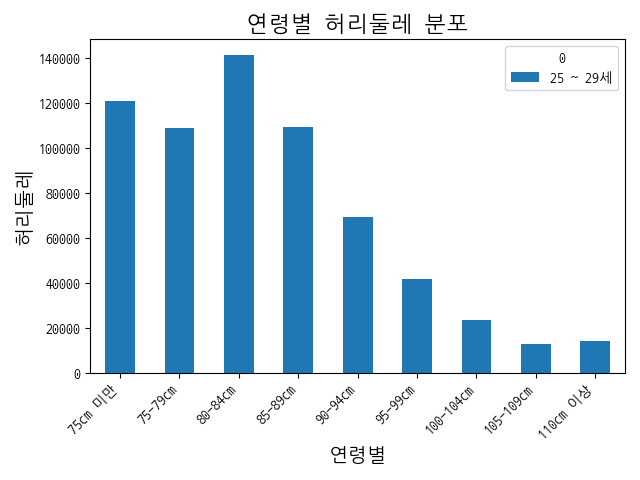 연령별 허리둘레 분포
0
25 ~ 29세
허리둘레
140000
120000
100000
80000
60000
40000
20000
0
75cm 미만
75-79cm
80-84cm
85-89cm
90-94cm
95-99cm
100-104cm
105-109cm
110cm 이상
연령별